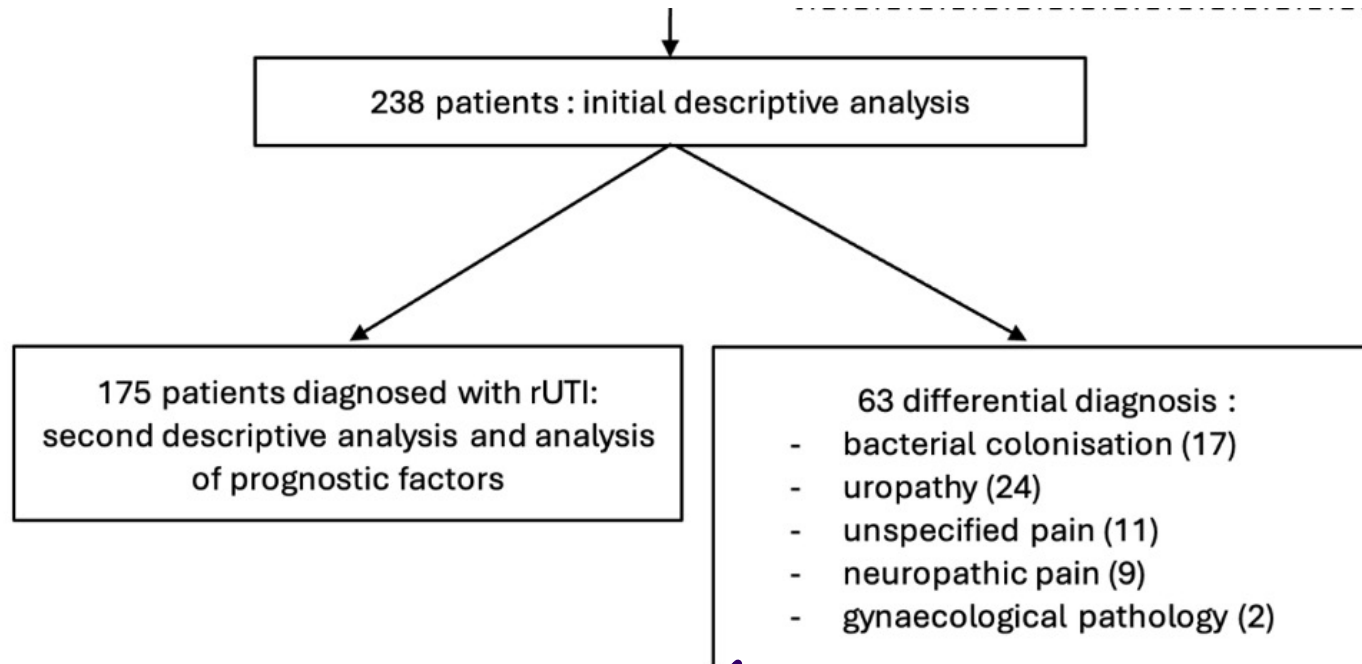 238 patients : initial descriptive analysis
175 patients diagnosed with rUTI:
second descriptive analysis and analysis
of prognostic factors
63 differential diagnosis :
- bacterial colonisation (17)
- uropathy (24)
- unspecified pain (11)
- neuropathic pain (9)
- gynaecological pathology (2)